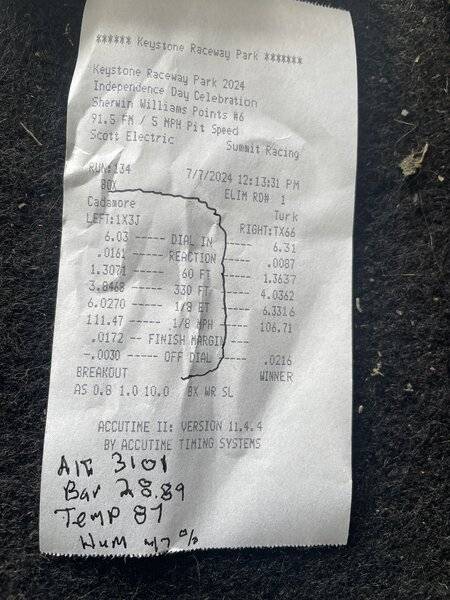 ****** Keystone Raceway Park *******
Keystone Raceway Park 2024
Independence Day Celebration
Sherwin Williams Points #6
91.5 FM / 5 MPH Pit Speed
Scott Electric Summit Racing
RUN: 134 7/7/2024 12:13:31 PM
BOX ELIM RD# 1
Cadamore Turk
LEFT:1X3J RIGHT:TX66
6.03 ----- DIAL IN ----- 6.31
.0161 ----- REACTION ----- .0087
1.3071 ----- 60 FT ----- 1.3637
3.8468 ----- 330 FT ----- 4.0362
6.0270 ----- 1/8 ET ----- 6.3316
111.47 ----- 1/8 MPH ----- 106.71
.0172 -- FINISH MARGIN ---
-.0030 ----- OFF DIAL ----- .0216
BREAKOUT WINNER
AS 0.8 1.0 10.0 BX WR SL
ACCUTIME II: VERSION 11.4.4
BY ACCUTIME TIMING SYSTEMS
Alt 3101
Bar 28.89
Temp 87
Hum 47%